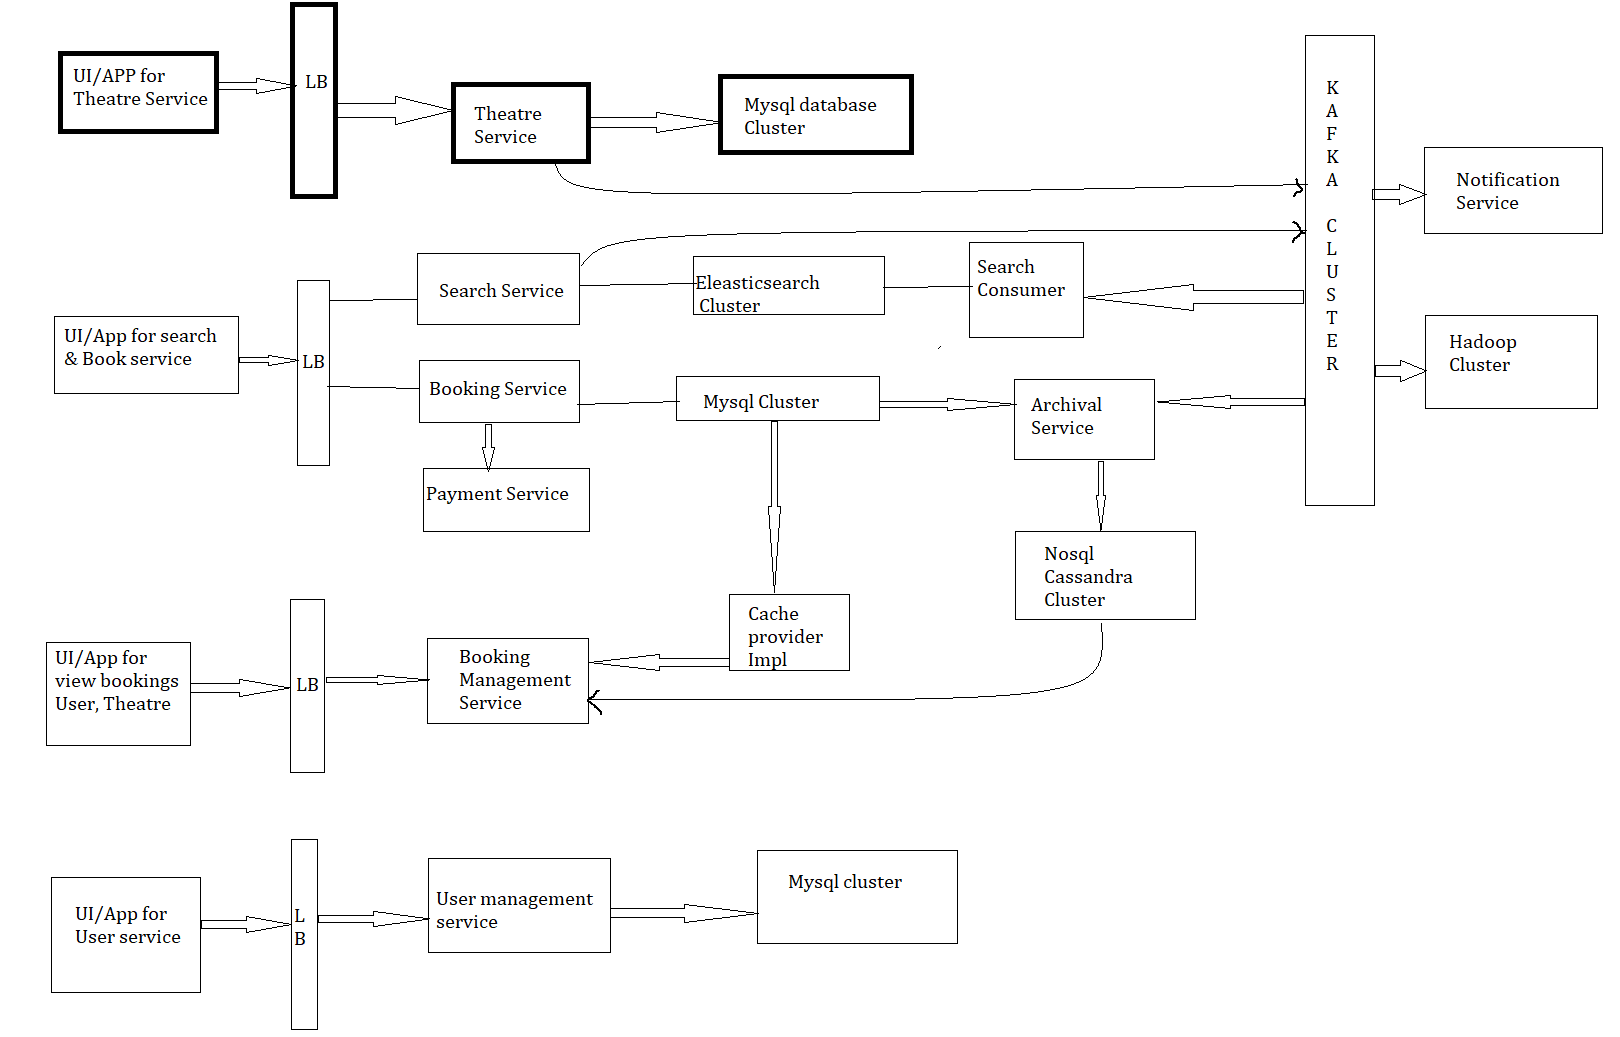 UI/APP for
Theatre Service
LB
Theatre
Service
Mysql database
Cluster
K
A
F
K
A
C
L
U
S
T
E
R
Notification
Service
Search Service
Eleasticsearch
Cluster
Search
Consumer
UI/App for search
& Book service
LB
Booking Service
Mysql Cluster
Archival
Service
Hadoop
Cluster
Payment Service
Nosql
Cassandra
Cluster
Cache
provider
Impl
UI/App for
view bookings
User, Theatre
LB
Booking
Management
Service
UI/App for
User service
L
B
User management
service
Mysql cluster